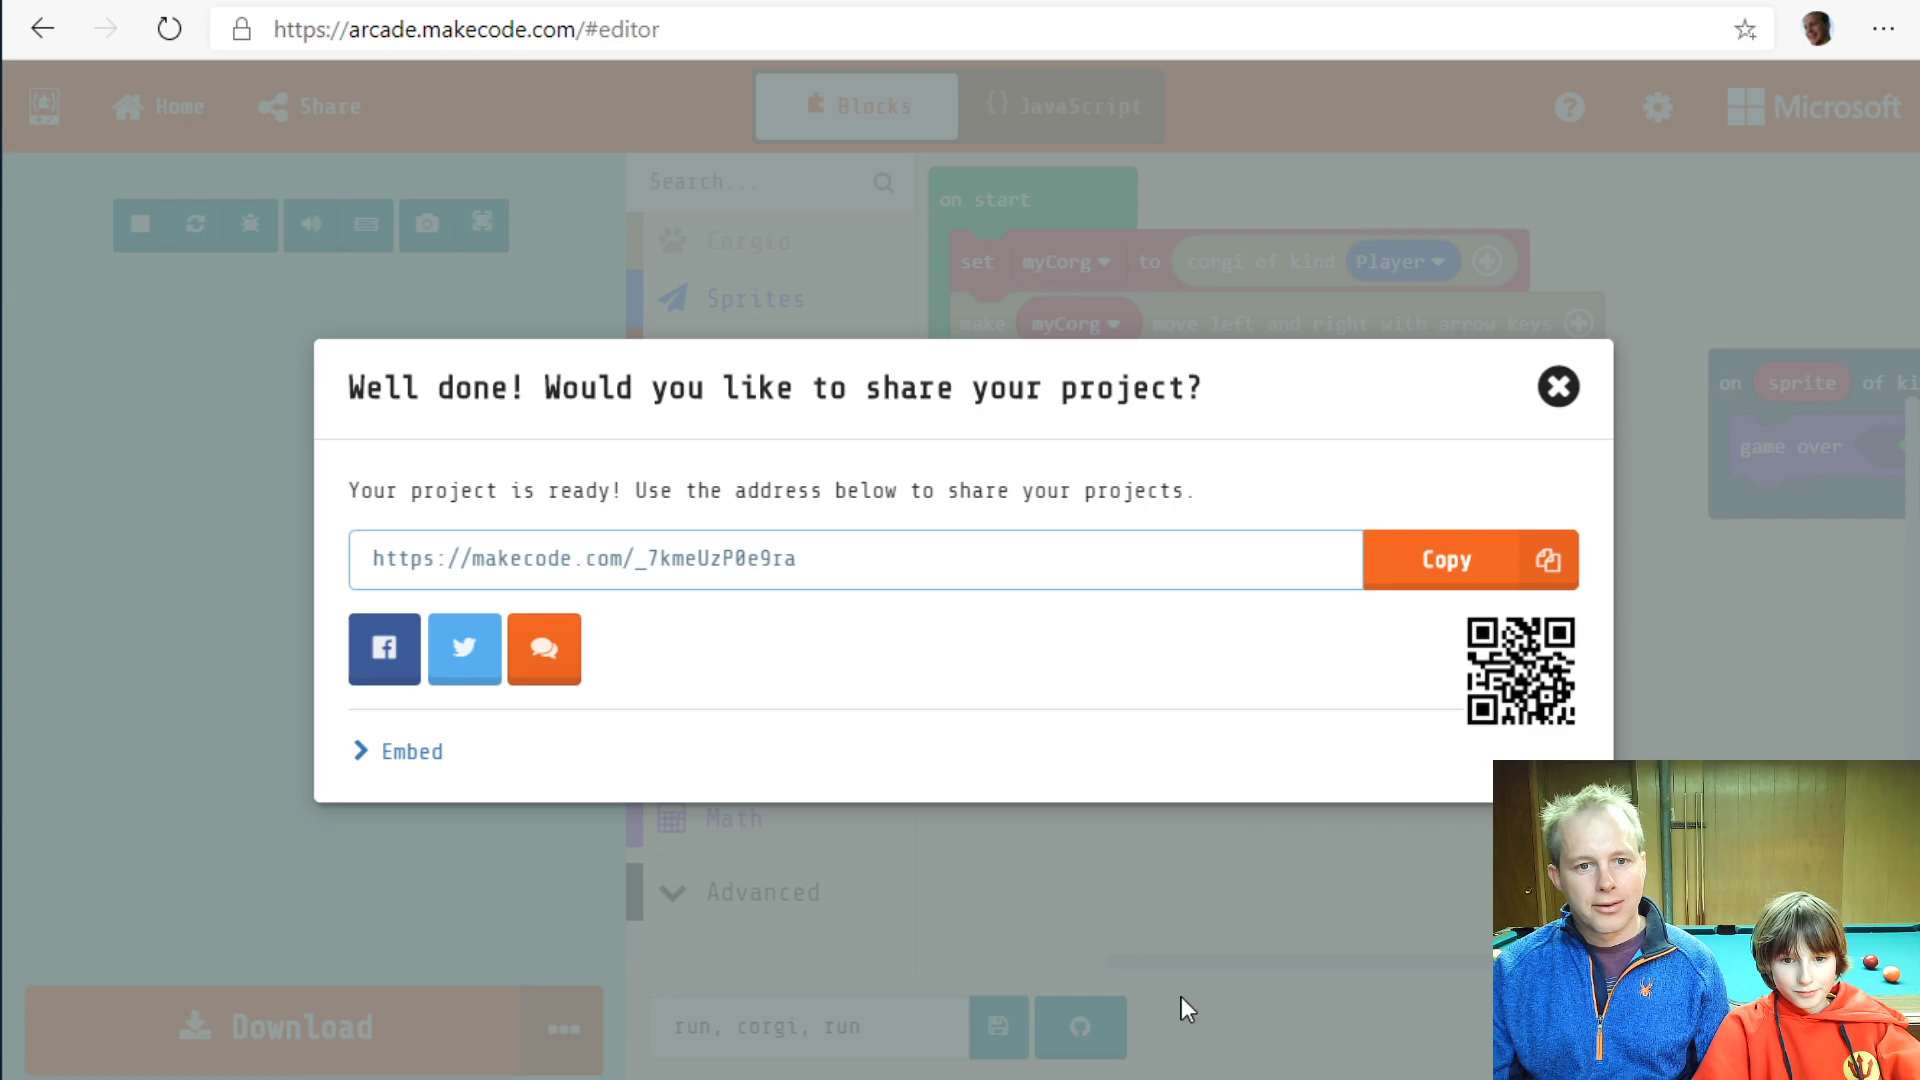 https://arcade.makecode.com/#editor
Home
Share
Blocks
{} JavaScript
Microsoft
Search...
Corgio
Sprites
Math
Advanced
on start
set myCorg to corgi of kind Player
make myCorg move left and right with arrow keys
on sprite of ki
game over
Well done! Would you like to share your project?
Your project is ready! Use the address below to share your projects.
https://makecode.com/_7kmeUzP0e9ra
Copy
Embed
Download
run, corgi, run